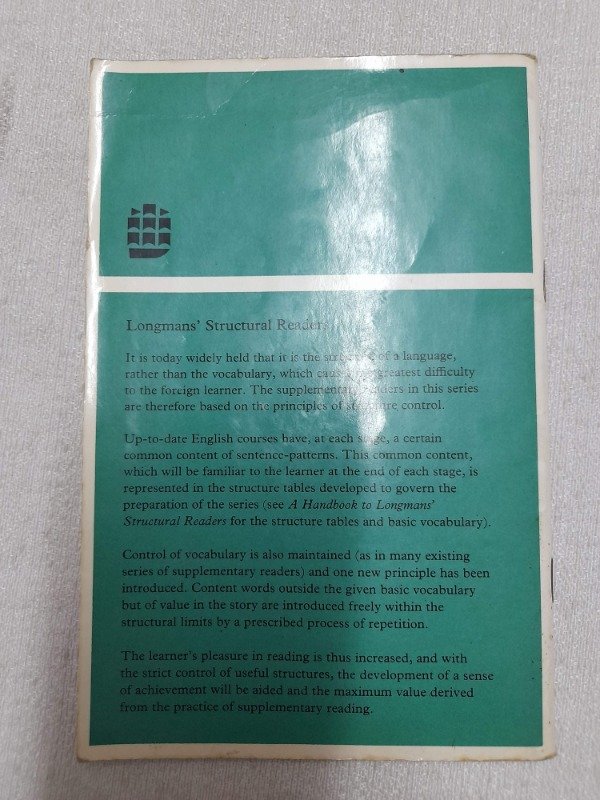 Longmans' Structural Readers
It is today widely held that it is the structure of a language,
rather than the vocabulary, which causes the greatest difficulty
to the foreign learner. The supplementary readers in this series
are therefore based on the principles of structure control.
Up-to-date English courses have, at each stage, a certain
common content of sentence-patterns. This common content,
which will be familiar to the learner at the end of each stage, is
represented in the structure tables developed to govern the
preparation of the series (see A Handbook to Longmans'
Structural Readers for the structure tables and basic vocabulary).
Control of vocabulary is also maintained (as in many existing
series of supplementary readers) and one new principle has been
introduced. Content words outside the given basic vocabulary
but of value in the story are introduced freely within the
structural limits by a prescribed process of repetition.
The learner's pleasure in reading is thus increased, and with
the strict control of useful structures, the development of a sense
of achievement will be aided and the maximum value derived
from the practice of supplementary reading.